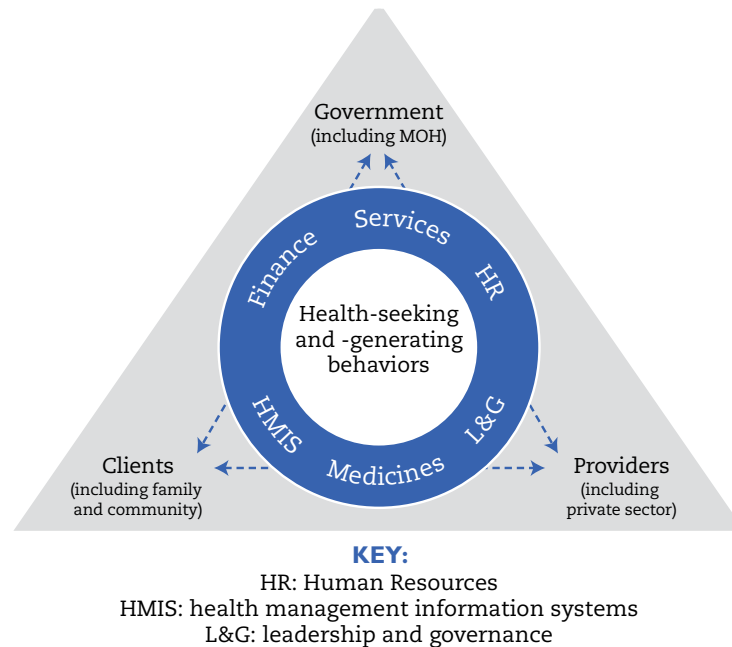 Government
(including MOH)
Services
Finance
HR
Health-seeking
and -generating
behaviors
HMIS
L&G
Medicines
Clients
(including family
and community)
Providers
(including
private sector)
KEY:
HR: Human Resources
HMIS: health management information systems
L&G: leadership and governance